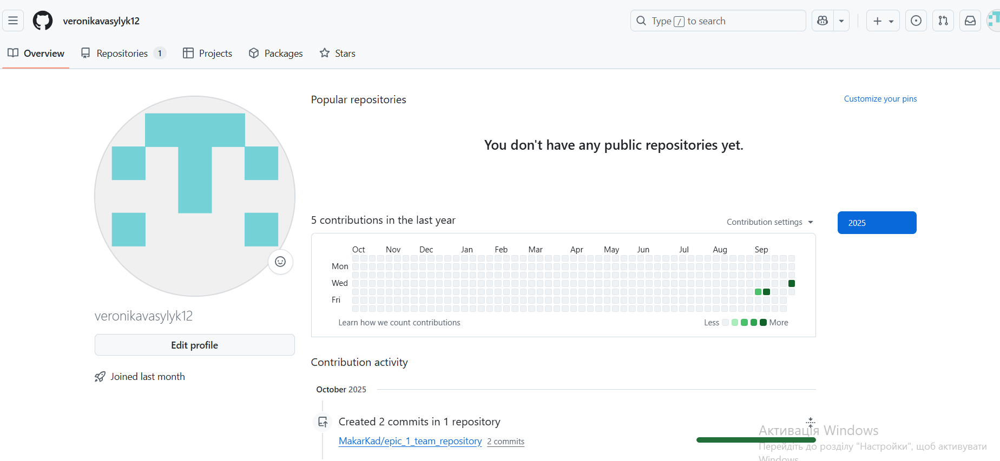 veronikavasylyk12
Type / to search
Overview Repositories 1 Projects Packages Stars
Popular repositories
Customize your pins
You don't have any public repositories yet.
5 contributions in the last year
Contribution settings
2025
Oct Nov Dec Jan Feb Mar Apr May Jun Jul Aug Sep
Mon
Wed
Fri
Learn how we count contributions
Less More
veronikavasylyk12
Edit profile
Joined last month
Contribution activity
October 2025
Created 2 commits in 1 repository
MakarKad/epic_1_team_repository 2 commits
Активація Windows
Перейдіть до розділу "Настройки", щоб активувати
Windows.